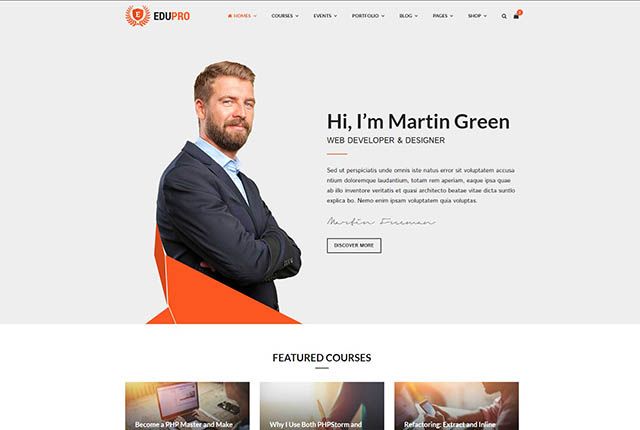 EDUPRO
HOMES COURSES EVENTS PORTFOLIO BLOG PAGES SHOP
Hi, I'm Martin Green
WEB DEVELOPER & DESIGNER
Sed ut perspiciatis unde omnis iste natus error sit voluptatem accusa
ntium doloremque laudantium, totam rem aperiam, eaque ipsa quae
ab illo inventore veritatis et quasi architecto beatae vitae dicta suntlo
explica bo. Nemo enim ipsam voluptatem quia voluptas.
Martin Freeman
DISCOVER MORE
FEATURED COURSES
Become a PHP Master and Make
Why I Use Both PHPStorm and
Refactoring: Extract and Inline